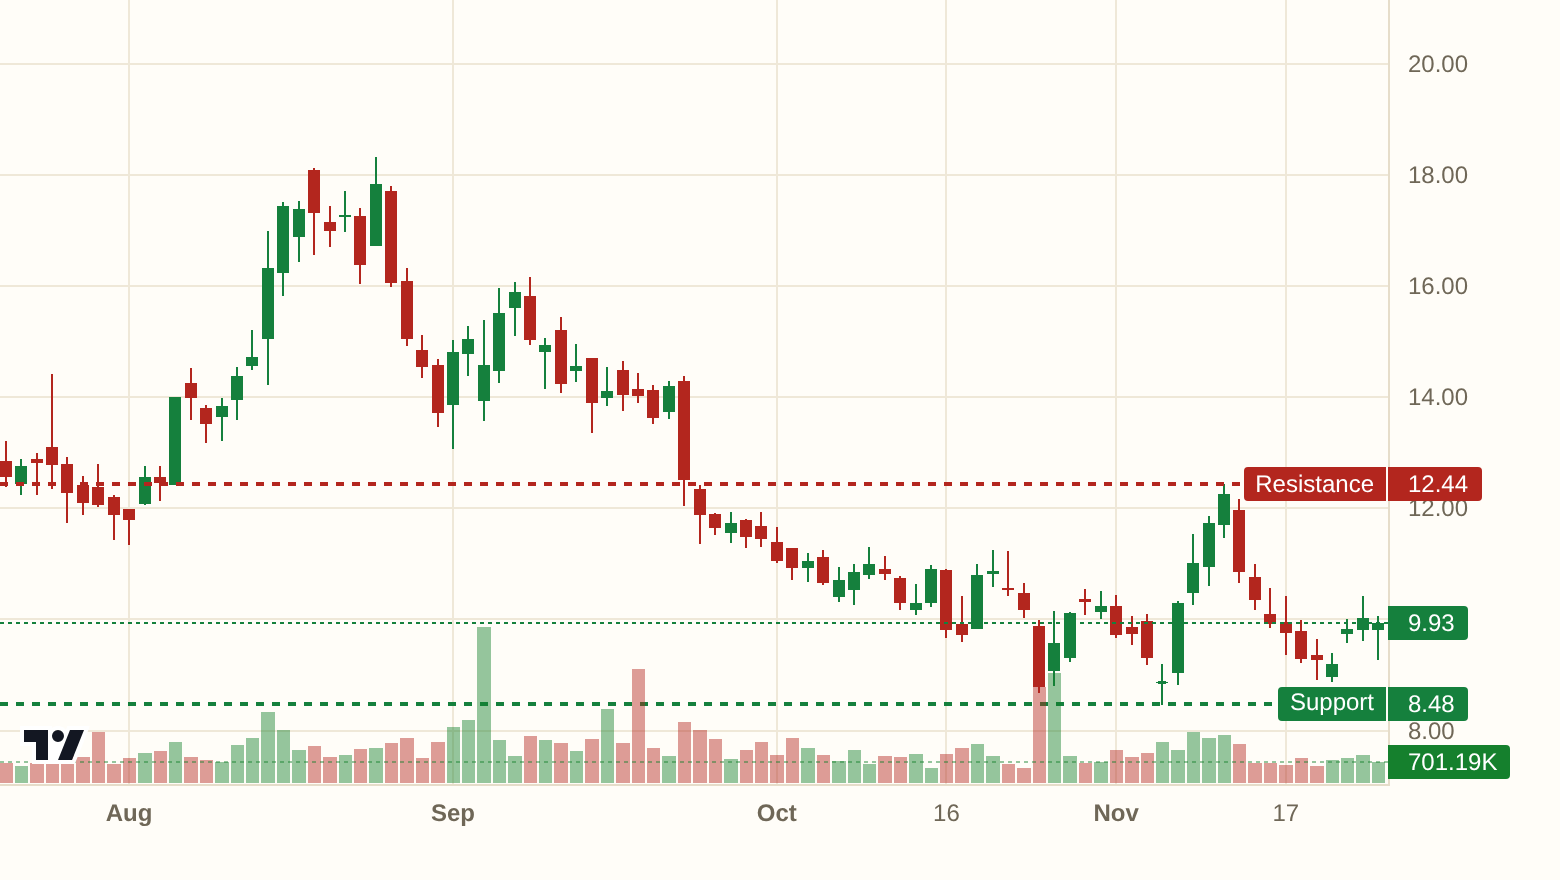 20.00
18.00
16.00
14.00
Resistance 12.44
12.00
9.93
Support 8.48
8.00
701.19K
Aug Sep Oct 16 Nov 17